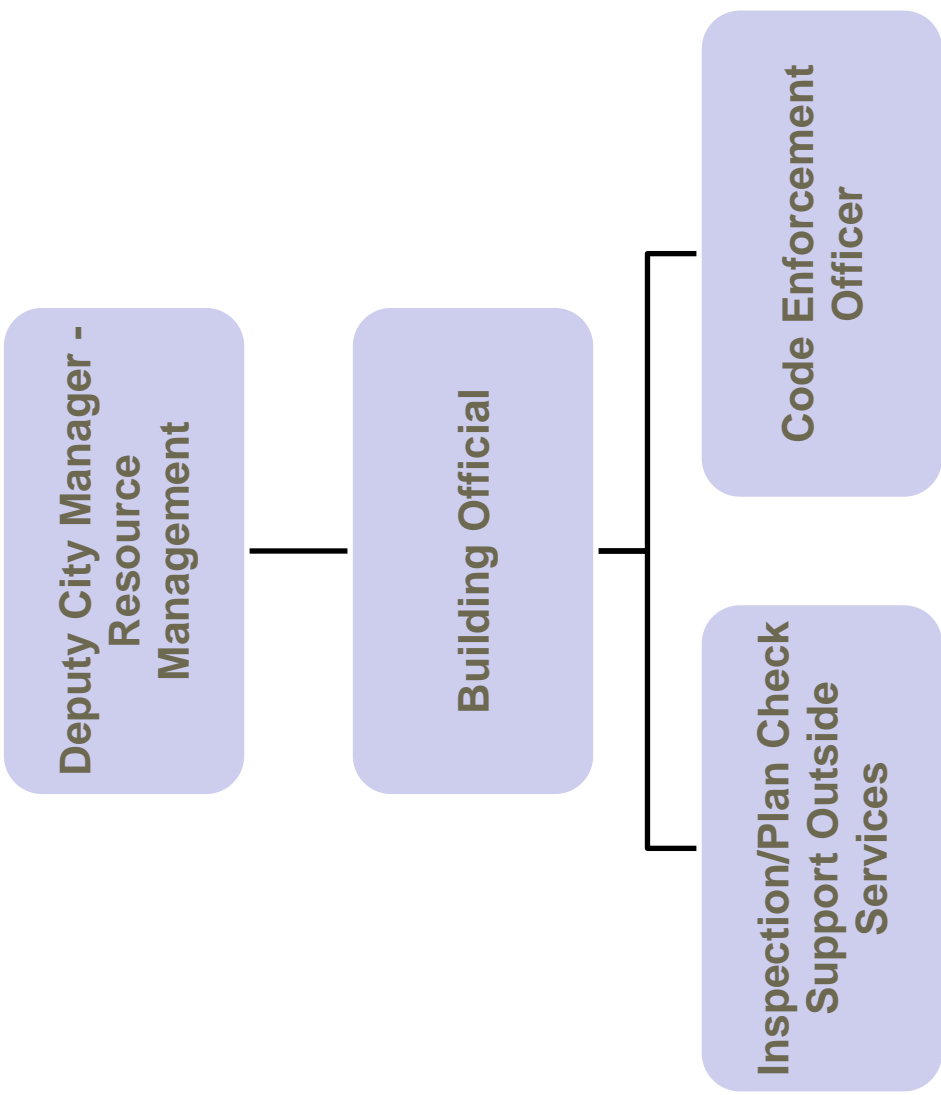 Deputy City Manager -
Resource
Management
Building Official
Inspection/Plan Check
Support Outside
Services
Code Enforcement
Officer